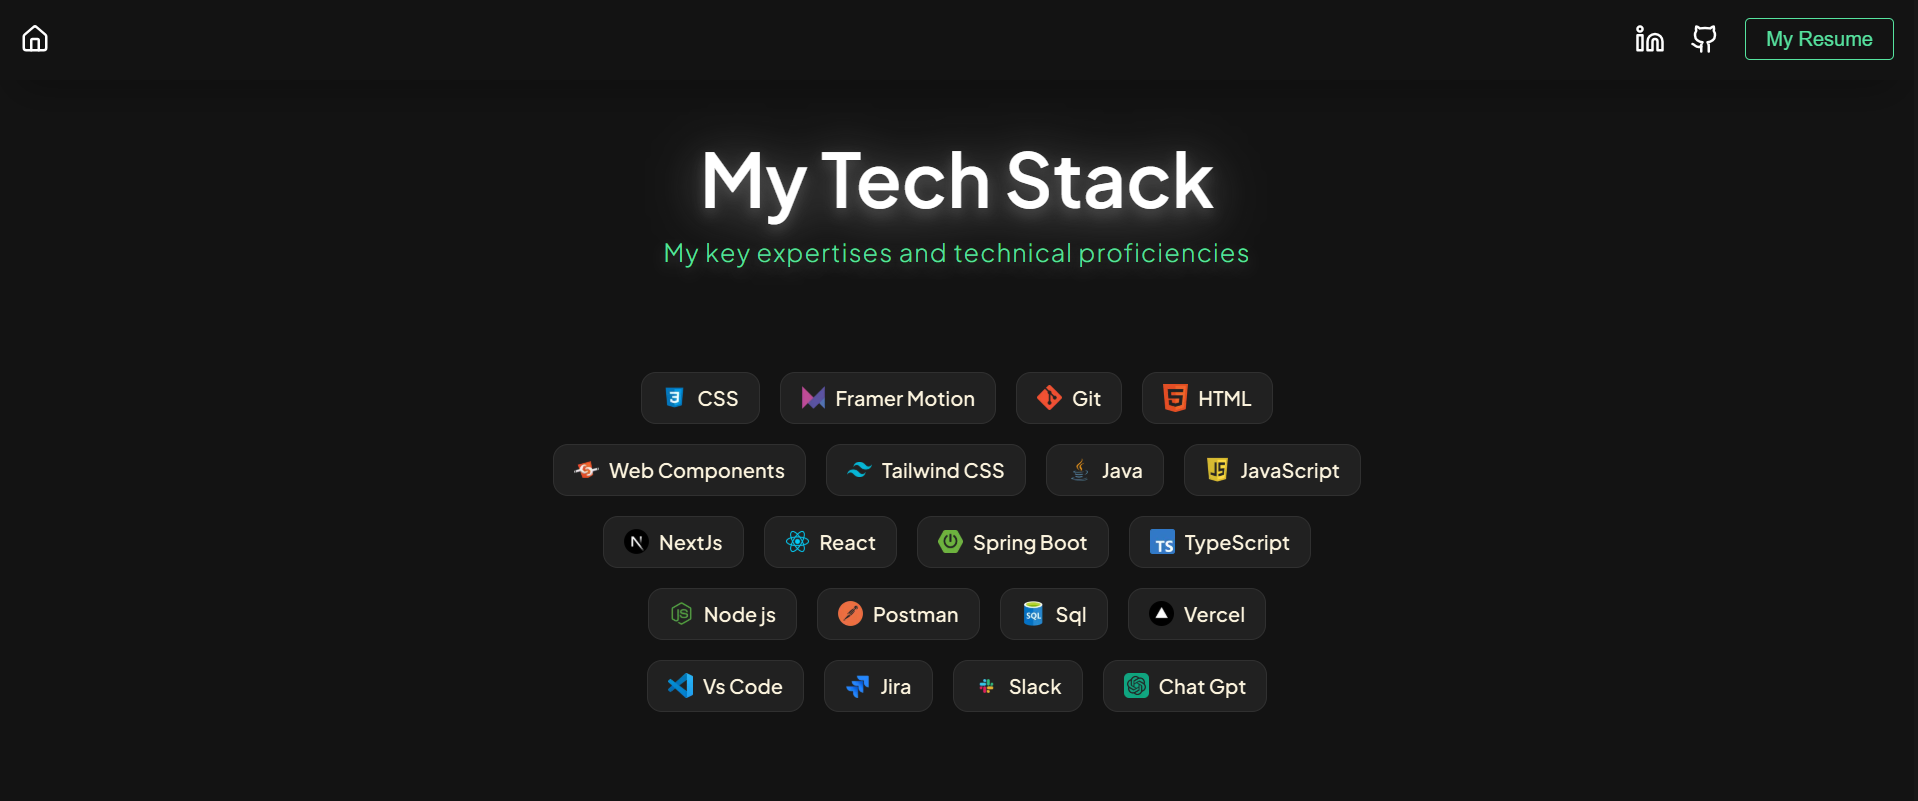 My Resume
My Tech Stack
My key expertises and technical proficiencies
CSS Framer Motion Git HTML
Web Components Tailwind CSS Java JavaScript
NextJs React Spring Boot TypeScript
Node js Postman Sql Vercel
Vs Code Jira Slack Chat Gpt